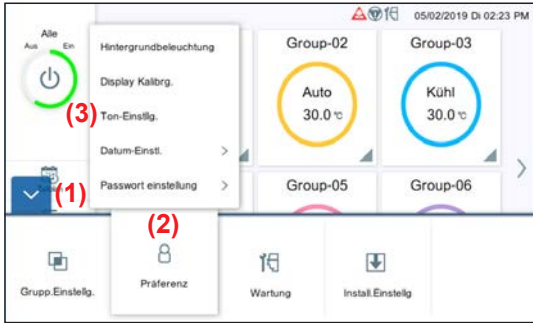 Alle
Aus Ein
05/02/2019 Di 02:23 PM
Hintergrundbeleuchtung
Display Kalibrg.
(3) Ton-Einstllg.
Datum-Einstl. >
Passwort einstellung >
Group-02
Auto
30.0 °C
Group-03
Kühl
30.0 °C
Group-05
Group-06
(1)
(2)
Grupp.Einstellg.
Präferenz
Wartung
Install.Einstellg